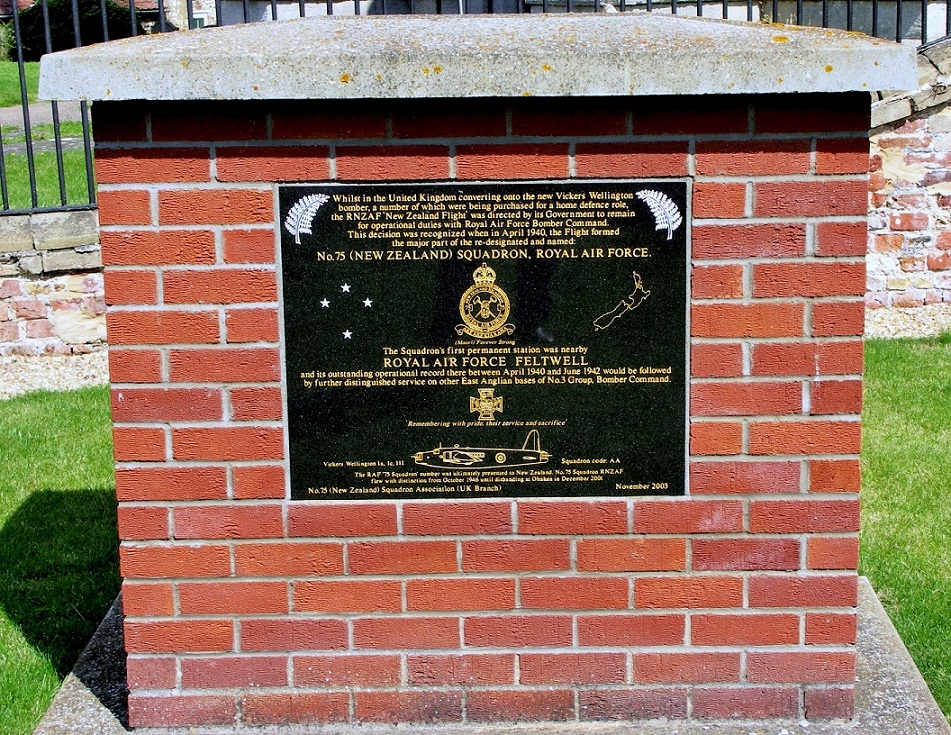 Whilst in the United Kingdom converting onto the new Vickers Wellington
bomber, a number of which were being purchased for a home defence role,
the RNZAF 'New Zealand Flight' was directed by its Government to remain
for operational duties with Royal Air Force Bomber Command.
This decision was recognized when in April 1940, the Flight formed
the major part of the re-designated and named:
No.75 (NEW ZEALAND) SQUADRON, ROYAL AIR FORCE.
(Maori) Forever Strong
The Squadron's first permanent station was nearby
ROYAL AIR FORCE FELTWELL
and its outstanding operational record there between April 1940 and June 1942 would be followed
by further distinguished service on other East Anglian bases of No.3 Group, Bomber Command.
'Remembering with pride, their service and sacrifice'
Vickers Wellington 1a, 1c, 111
Squadron code: AA
The RAF '75 Squadron' number was ultimately presented to New Zealand. No.75 Squadron RNZAF
flew with distinction from October 1946 until disbanding at Ohakea in December 2001
No.75 (New Zealand) Squadron Association (UK Branch)
November 2003